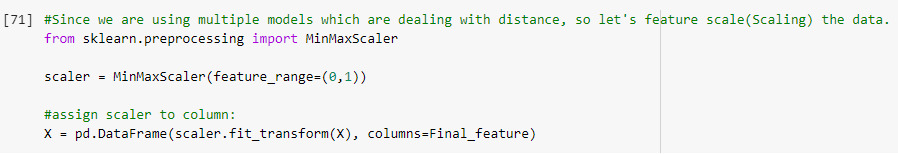 [71] #Since we are using multiple models which are dealing with distance, so let's feature scale(Scaling) the data.
from sklearn.preprocessing import MinMaxScaler
scaler = MinMaxScaler(feature_range=(0,1))
#assign scaler to column:
X = pd.DataFrame(scaler.fit_transform(X), columns=Final_feature)